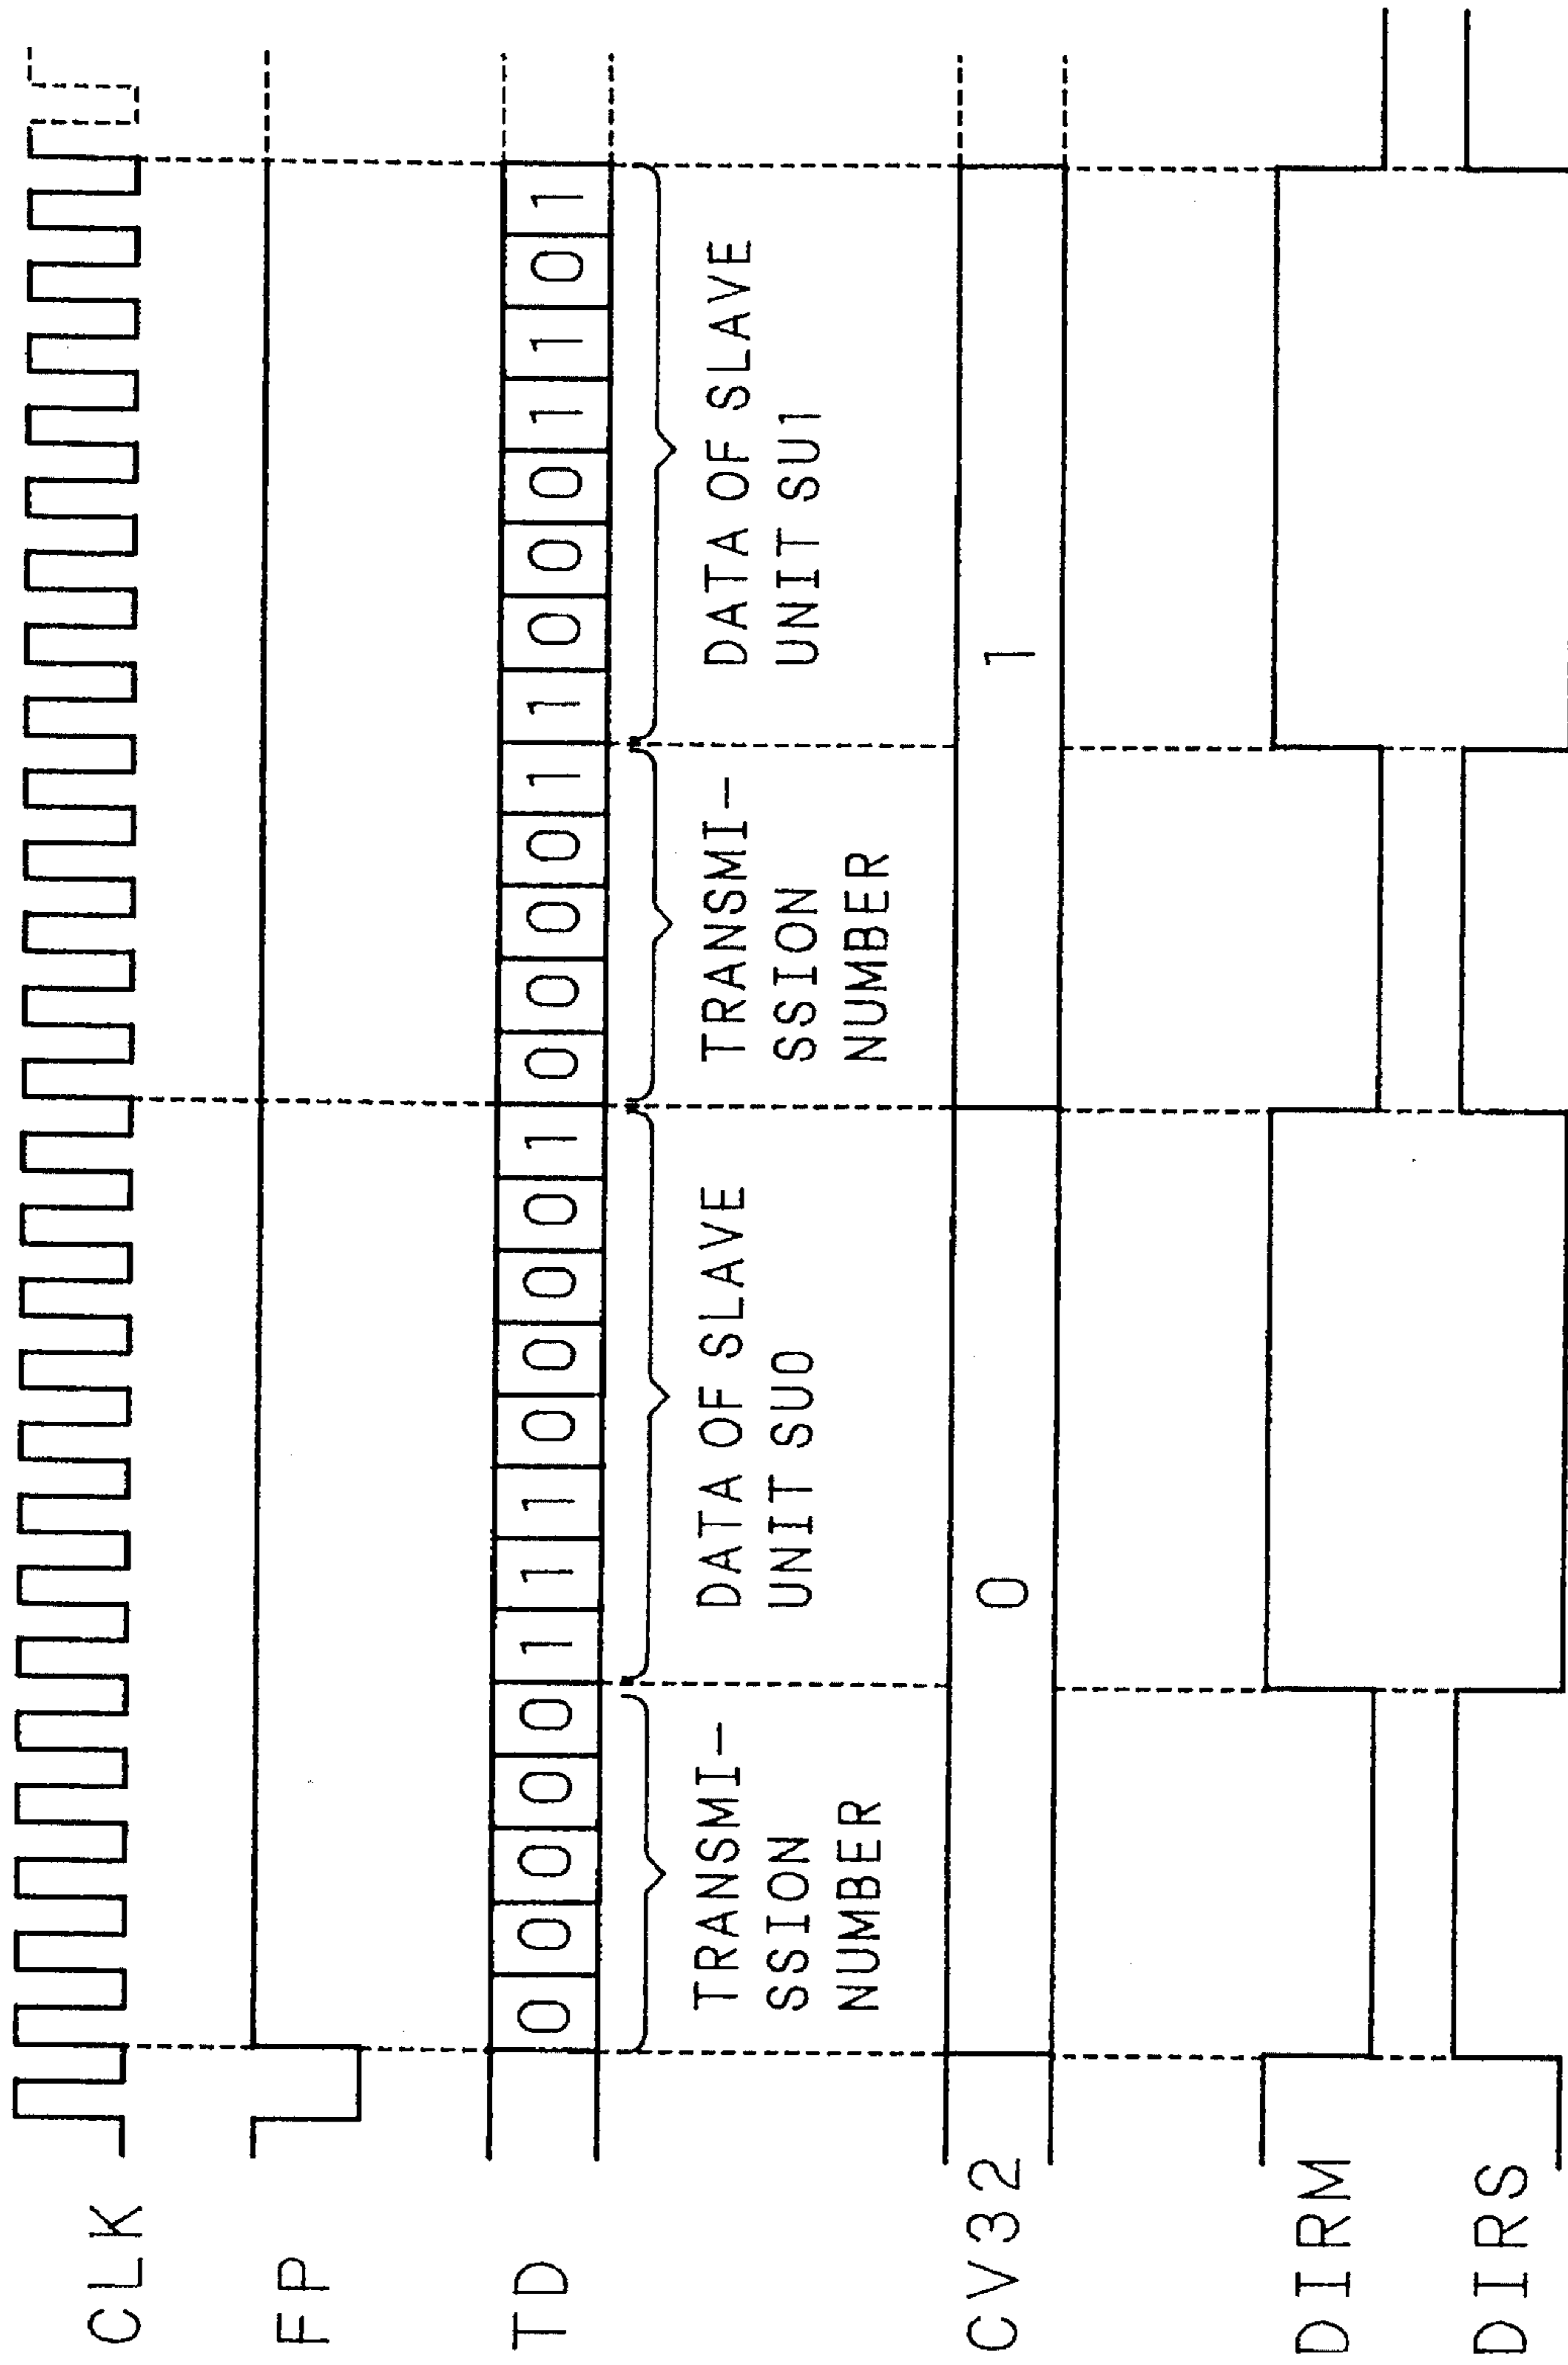 CLK
FP
TD
0 0 0 0 0 1 1 1 0 0 0 0 1 0 0 0 0 1 1 0 0 0 1 1 0 1
TRANSMI-
SSION
NUMBER
DATA OF SLAVE
UNIT SU0
TRANSMI-
SSION
NUMBER
DATA OF SLAVE
UNIT SU1
CV32
0
1
DIRM
DIRS